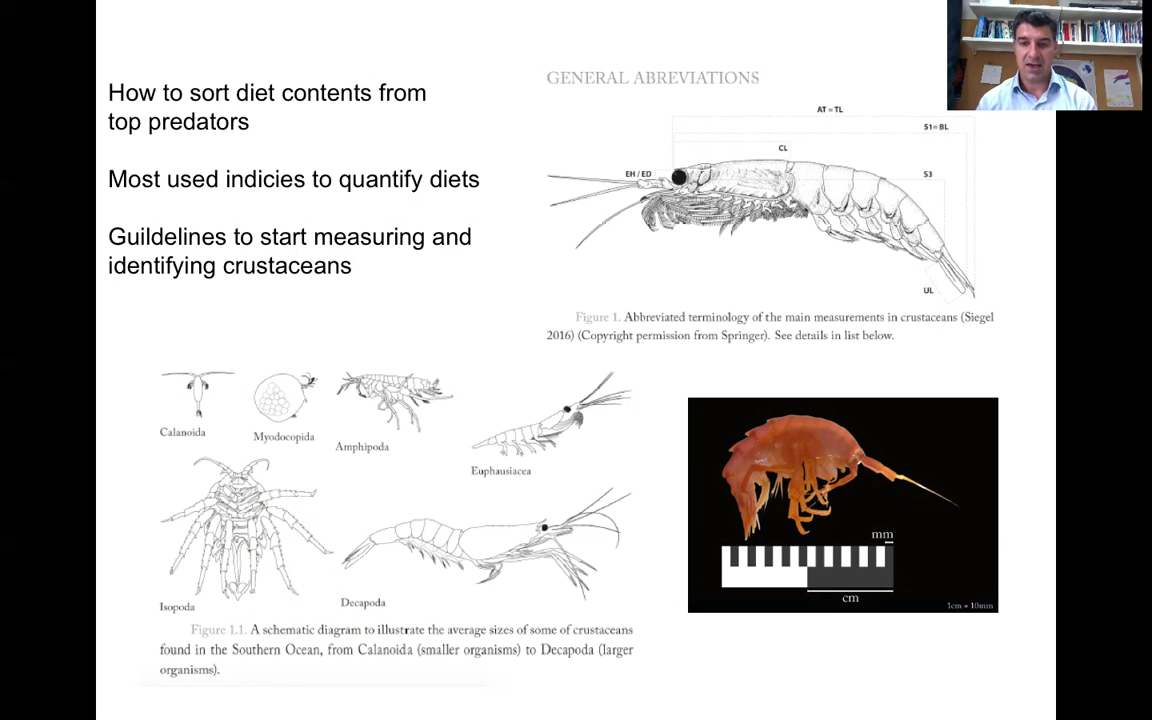 How to sort diet contents from
top predators
Most used indicies to quantify diets
Guildelines to start measuring and
identifying crustaceans
GENERAL ABREVIATIONS
AT = TL
S1= BL
CL
EH / ED
S3
UL
Figure 1. Abbreviated terminology of the main measurements in crustaceans (Siegel
2016) (Copyright permission from Springer). See details in list below.
Calanoida
Myodocopida
Amphipoda
Euphausiacea
Isopoda
Decapoda
Figure 1.1. A schematic diagram to illustrate the average sizes of some of crustaceans
found in the Southern Ocean, from Calanoida (smaller organisms) to Decapoda (larger
organisms).
mm
cm
1cm = 10mm